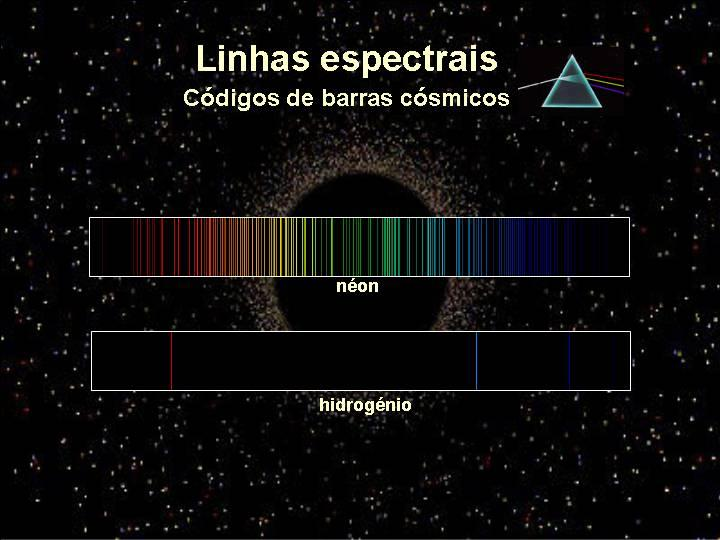 Linhas espectrais
Códigos de barras cósmicos
néon
hidrogénio